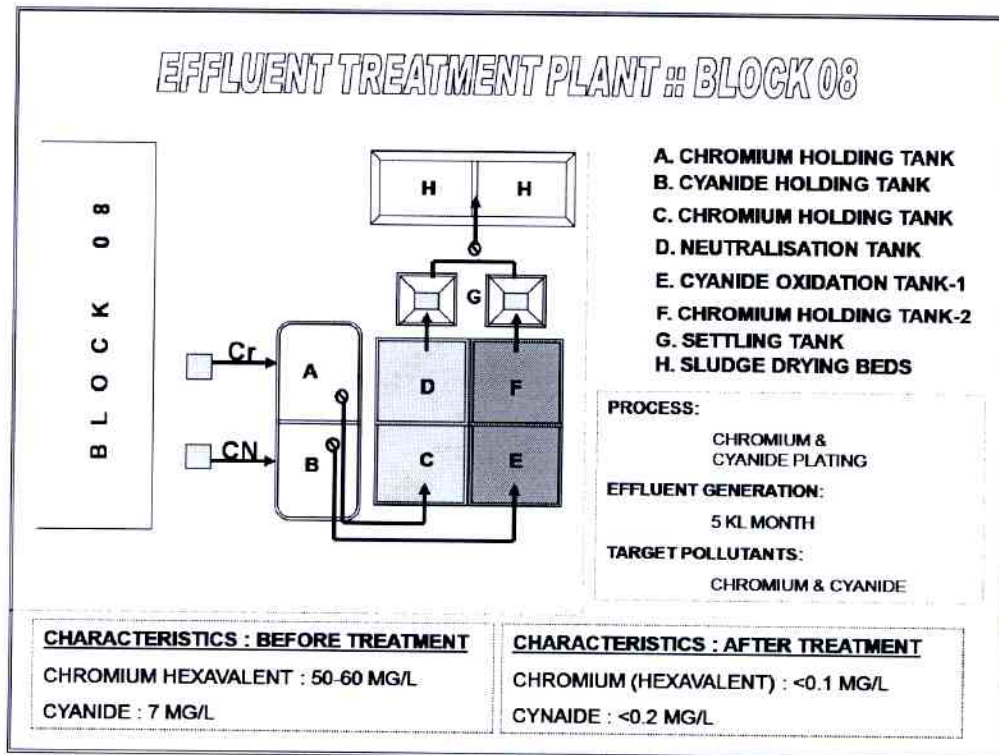 EFFLUENT TREATMENT PLANT :: BLOCK 08
BLOCK 08
H H
G
Cr
A
D F
CN
B
C E
A. CHROMIUM HOLDING TANK
B. CYANIDE HOLDING TANK
C. CHROMIUM HOLDING TANK
D. NEUTRALISATION TANK
E. CYANIDE OXIDATION TANK-1
F. CHROMIUM HOLDING TANK-2
G. SETTLING TANK
H. SLUDGE DRYING BEDS
PROCESS:
CHROMIUM &
CYANIDE PLATING
EFFLUENT GENERATION:
5 KL MONTH
TARGET POLLUTANTS:
CHROMIUM & CYANIDE
CHARACTERISTICS : BEFORE TREATMENT
CHROMIUM HEXAVALENT : 50-60 MG/L
CYANIDE : 7 MG/L
CHARACTERISTICS : AFTER TREATMENT
CHROMIUM (HEXAVALENT) : <0.1 MG/L
CYNAIDE : <0.2 MG/L